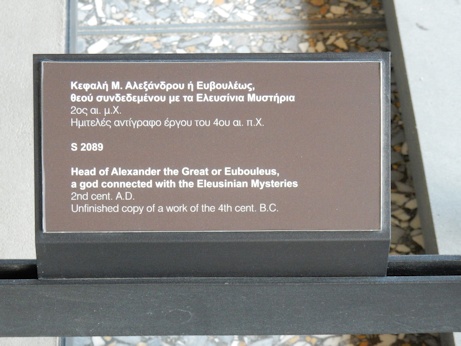 Κεφαλή Μ. Αλεξάνδρου ή Ευβουλέως,
θεού συνδεδεμένου με τα Ελευσίνια Μυστήρια
2ος αι. μ.Χ.
Ημιτελές αντίγραφο έργου του 4ου αι. π.Χ.
S 2089
Head of Alexander the Great or Eubouleus,
a god connected with the Eleusinian Mysteries
2nd cent. A.D.
Unfinished copy of a work of the 4th cent. B.C.